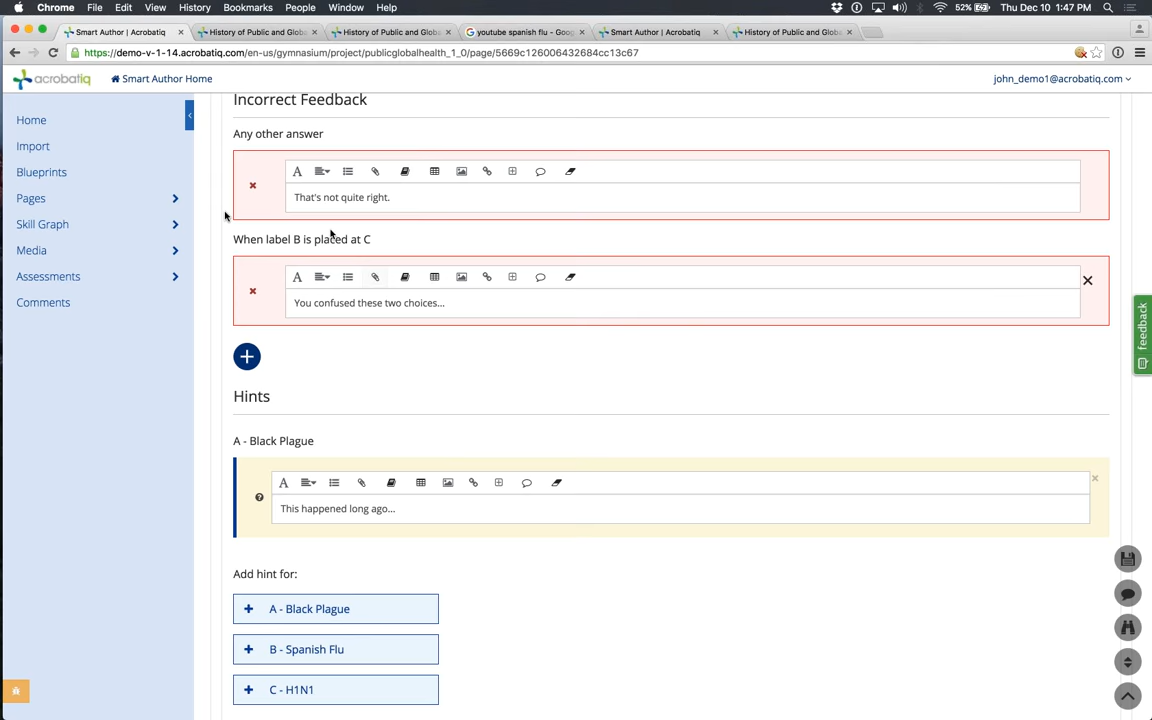 Chrome File Edit View History Bookmarks People Window Help
52% Thu Dec 10 1:47 PM
Smart Author | Acrobatiq
History of Public and Globa
History of Public and Globa
youtube spanish flu - Goog
Smart Author | Acrobatiq
History of Public and Globa
https://demo-v-1-14.acrobatiq.com/en-us/gymnasium/project/publicglobalhealth_1_0/page/5669c126006432684cc13c67
acrobatiq
Smart Author Home
john_demo1@acrobatiq.com
Home
Import
Blueprints
Pages
Skill Graph
Media
Assessments
Comments
Incorrect Feedback
Any other answer
That's not quite right.
When label B is placed at C
You confused these two choices...
Hints
A - Black Plague
This happened long ago...
Add hint for:
A - Black Plague
B - Spanish Flu
C - H1N1
feedback